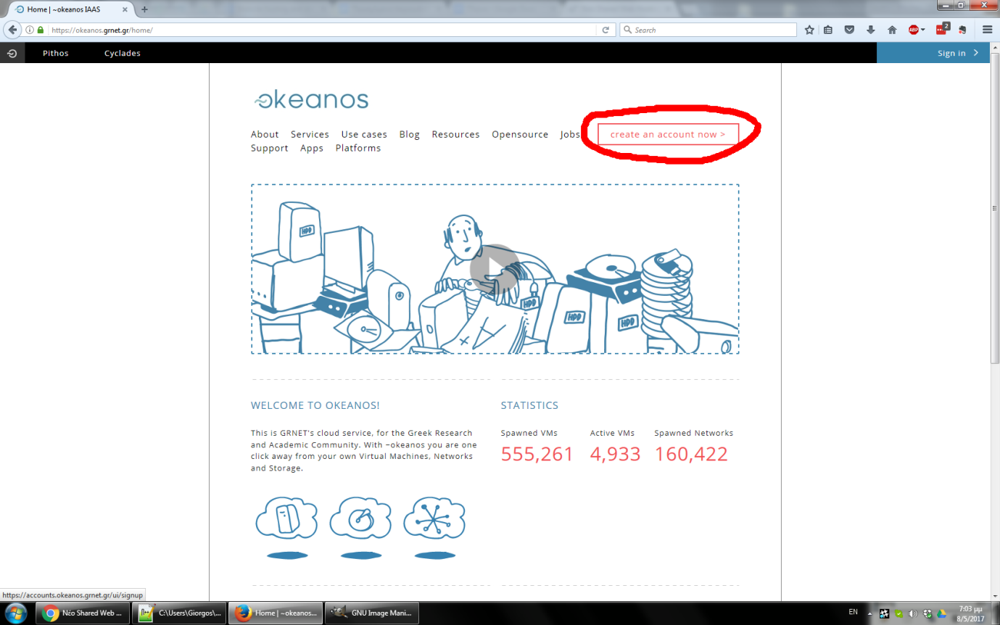 Home | ~okeanos IAAS
https://okeanos.grnet.gr/home/
Search
ABP
2
Pithos Cyclades Sign in
~okeanos
About Services Use cases Blog Resources Opensource Jobs
create an account now >
Support Apps Platforms
HDD
HDD
HDD
HDD
WELCOME TO OKEANOS!
This is GRNET's cloud service, for the Greek Research
and Academic Community. With ~okeanos you are one
click away from your own Virtual Machines, Networks
and Storage.
STATISTICS
Spawned VMs Active VMs Spawned Networks
555,261 4,933 160,422
https://accounts.okeanos.grnet.gr/ui/signup
Νέο Shared Web ...
C:\Users\Giorgos\...
Home | ~okeanos...
GNU Image Mani...
EN
7:03 μμ
8/5/2017